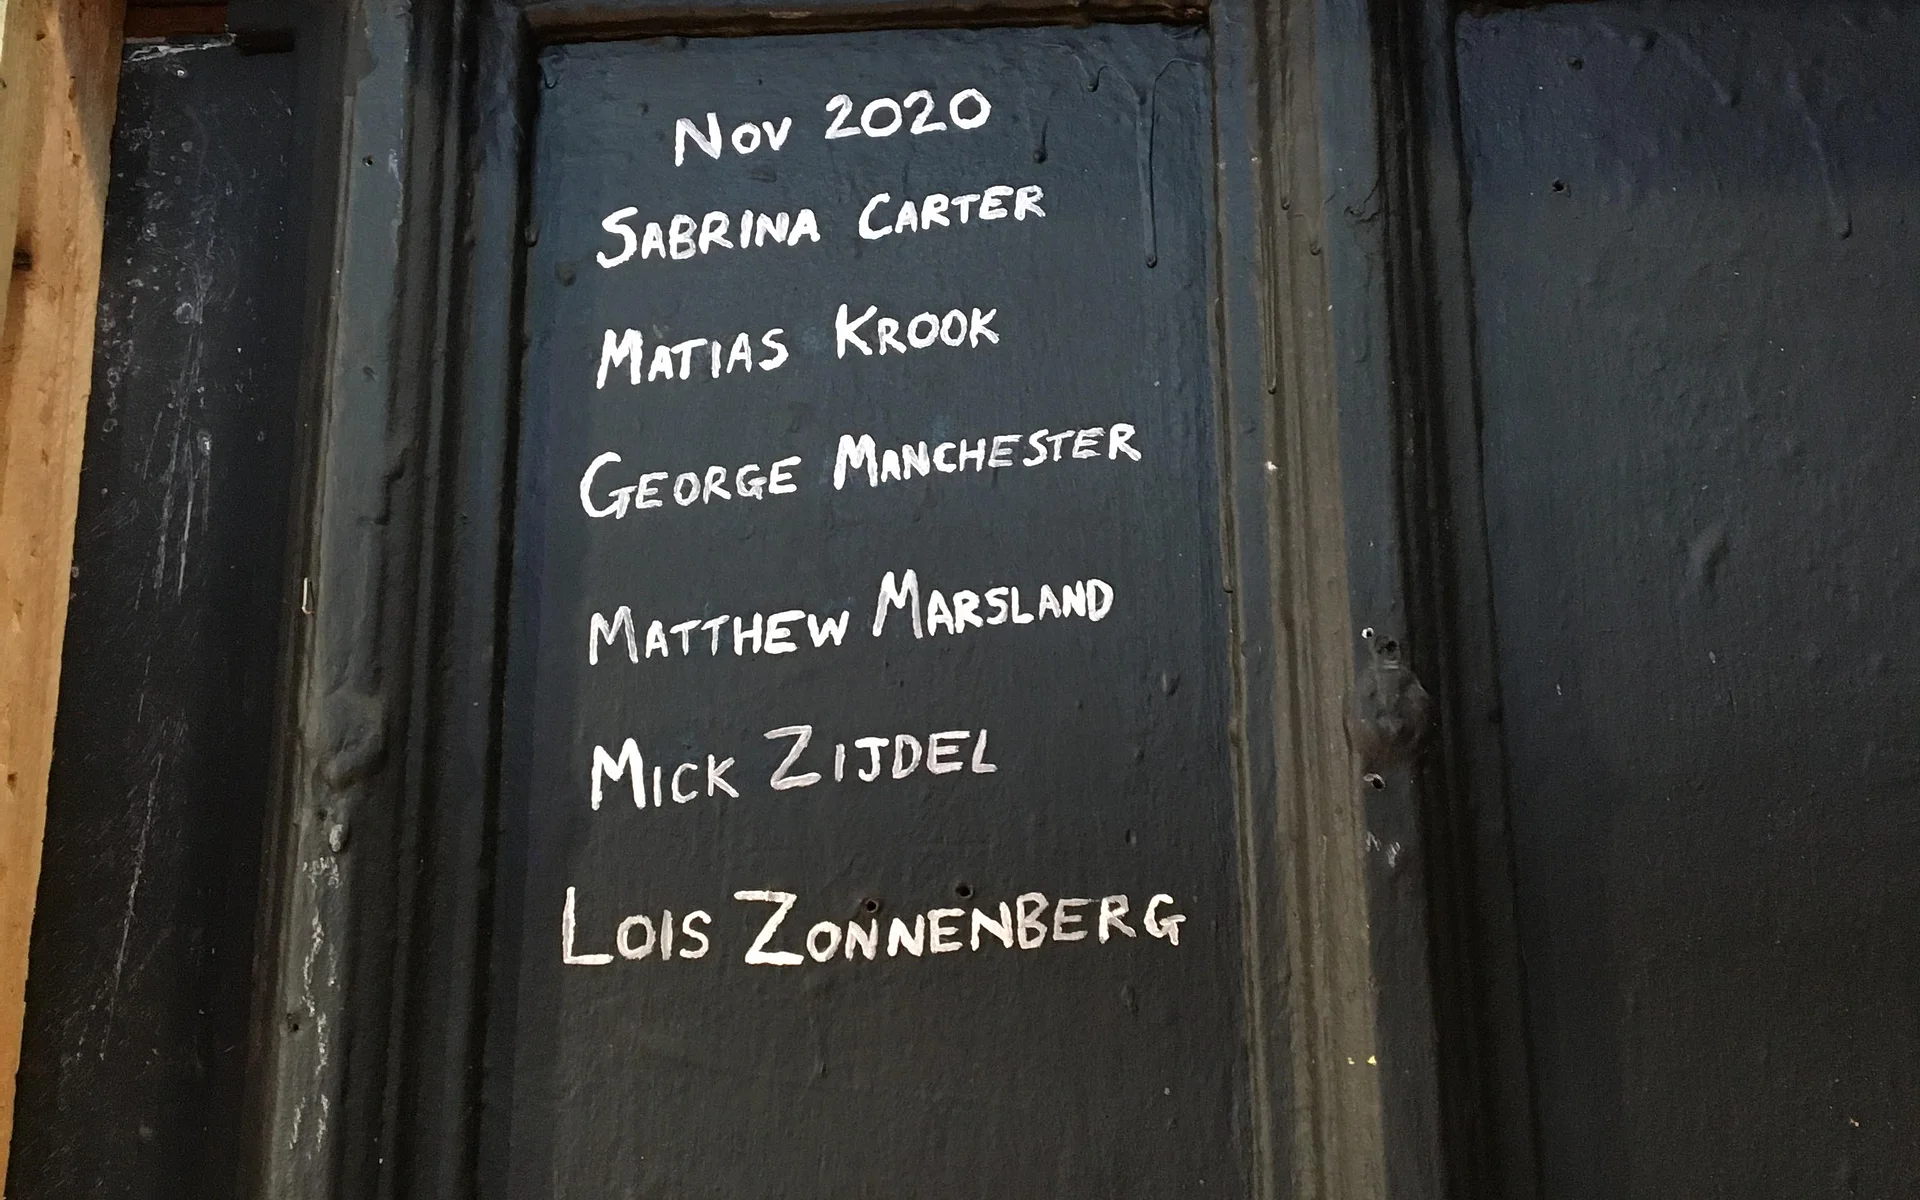 Nov 2020
SABRINA CARTER
MATIAS KROOK
GEORGE MANCHESTER
MATTHEW MARSLAND
MICK ZIJDEL
LOIS ZONNENBERG